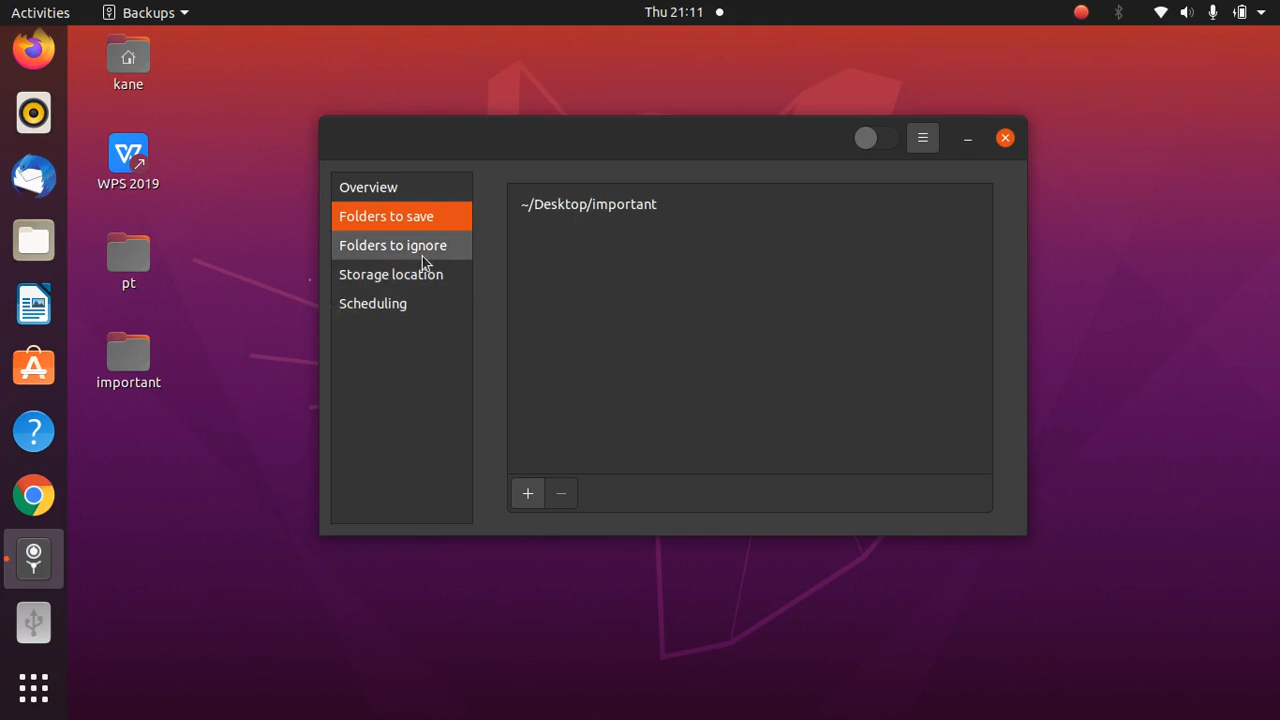 Activities
Backups
Thu 21:11
kane
WPS 2019
pt
important
Overview
Folders to save
Folders to ignore
Storage location
Scheduling
~/Desktop/important